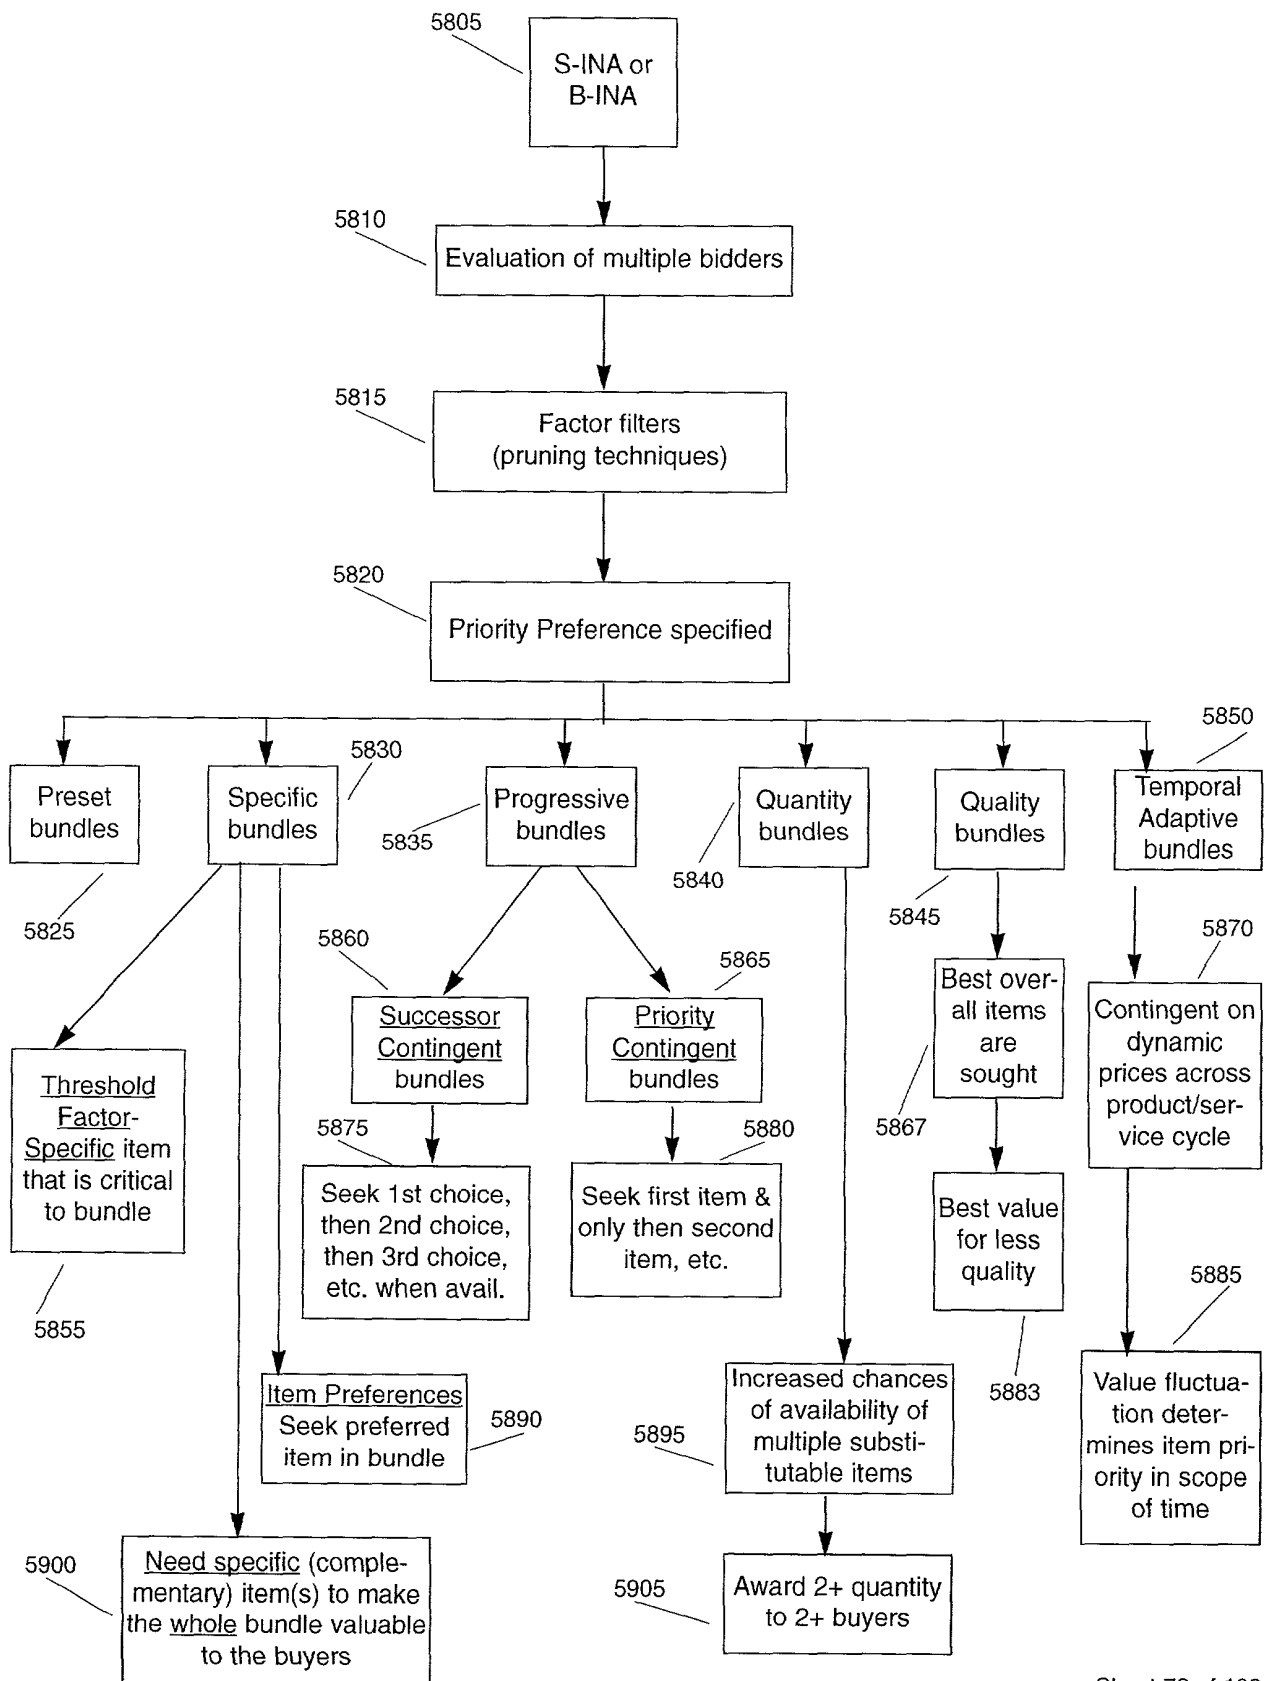 5805
S-INA or
B-INA
5810
Evaluation of multiple bidders
5815
Factor filters
(pruning techniques)
5820
Priority Preference specified
5850
5830
Preset
bundles
Specific
bundles
Progressive
bundles
Quantity
bundles
Quality
bundles
Temporal
Adaptive
bundles
5835
5840
5825
5845
5860
5865
5870
Successor
Contingent
bundles
Priority
Contingent
bundles
Best over-
all items
are
sought
Contingent on
dynamic
prices across
product/ser-
vice cycle
Threshold
Factor-
Specific item
that is critical
to bundle
5875
5880
5867
Seek 1st choice,
then 2nd choice,
then 3rd choice,
etc. when avail.
Seek first item &
only then second
item, etc.
Best value
for less
quality
5855
5885
5883
Item Preferences
Seek preferred
item in bundle
5890
5895
Increased chances
of availability of
multiple substi-
tutable items
Value fluctua-
tion deter-
mines item pri-
ority in scope
of time
5900
Need specific (comple-
mentary) item(s) to make
the whole bundle valuable
to the buyers
5905
Award 2+ quantity
to 2+ buyers